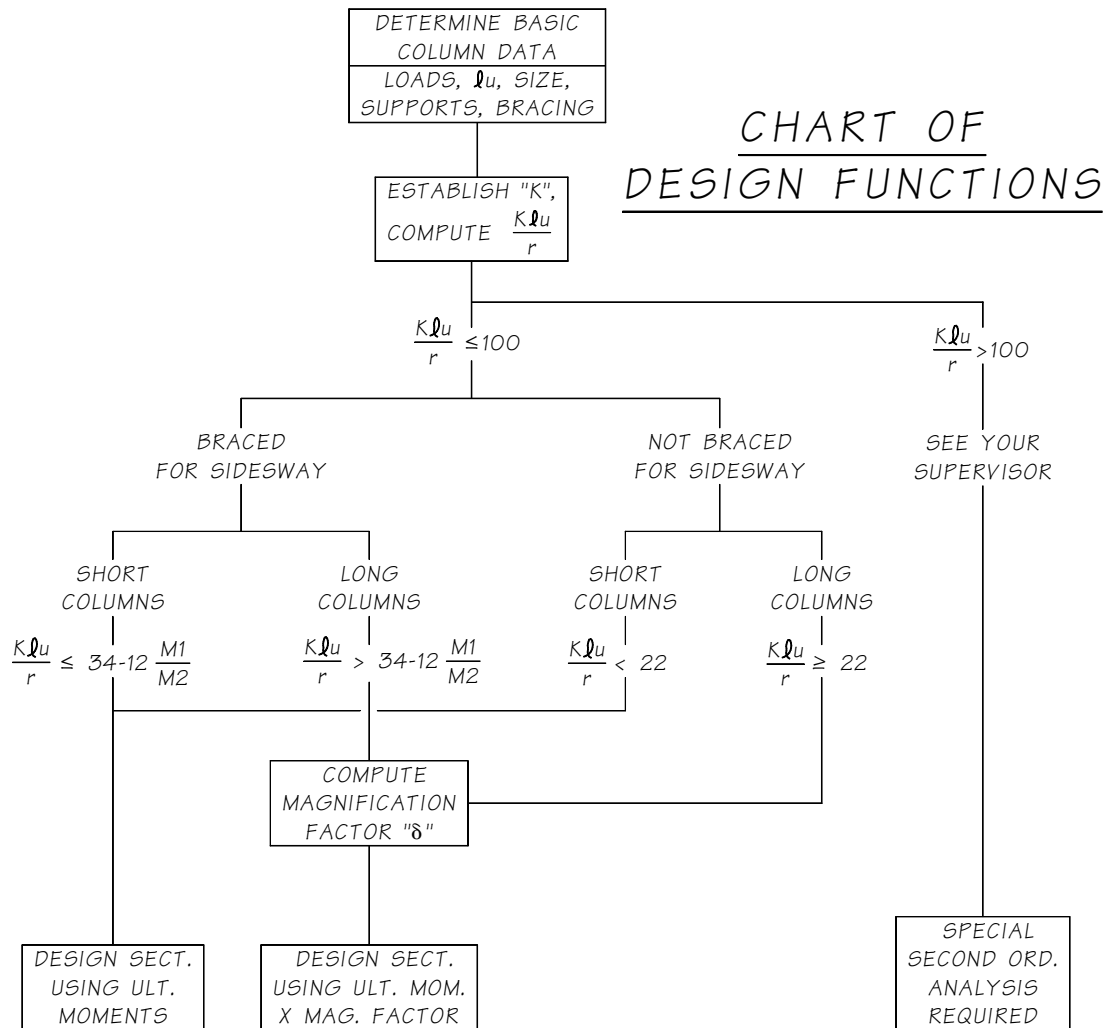 DETERMINE BASIC
COLUMN DATA
LOADS, ℓu, SIZE,
SUPPORTS, BRACING
CHART OF
DESIGN FUNCTIONS
ESTABLISH "K",
COMPUTE Kℓu/r
Kℓu/r ≤100
Kℓu/r >100
BRACED
FOR SIDESWAY
NOT BRACED
FOR SIDESWAY
SEE YOUR
SUPERVISOR
SHORT
COLUMNS
Kℓu/r ≤ 34-12 M1/M2
LONG
COLUMNS
Kℓu/r > 34-12 M1/M2
SHORT
COLUMNS
Kℓu/r < 22
LONG
COLUMNS
Kℓu/r ≥ 22
COMPUTE
MAGNIFICATION
FACTOR "δ"
DESIGN SECT.
USING ULT.
MOMENTS
DESIGN SECT.
USING ULT. MOM.
X MAG. FACTOR
SPECIAL
SECOND ORD.
ANALYSIS
REQUIRED